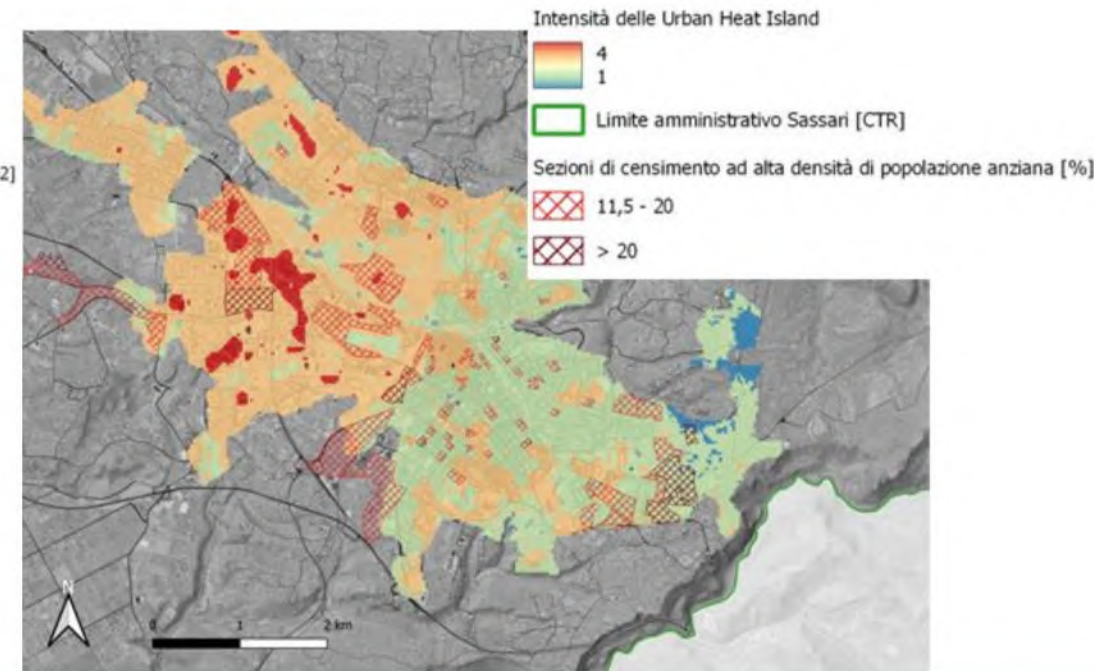 Intensità delle Urban Heat Island
4
1
Limite amministrativo Sassari [CTR]
2]
Sezioni di censimento ad alta densità di popolazione anziana [%]
11,5 - 20
> 20
N
0 1 2 km